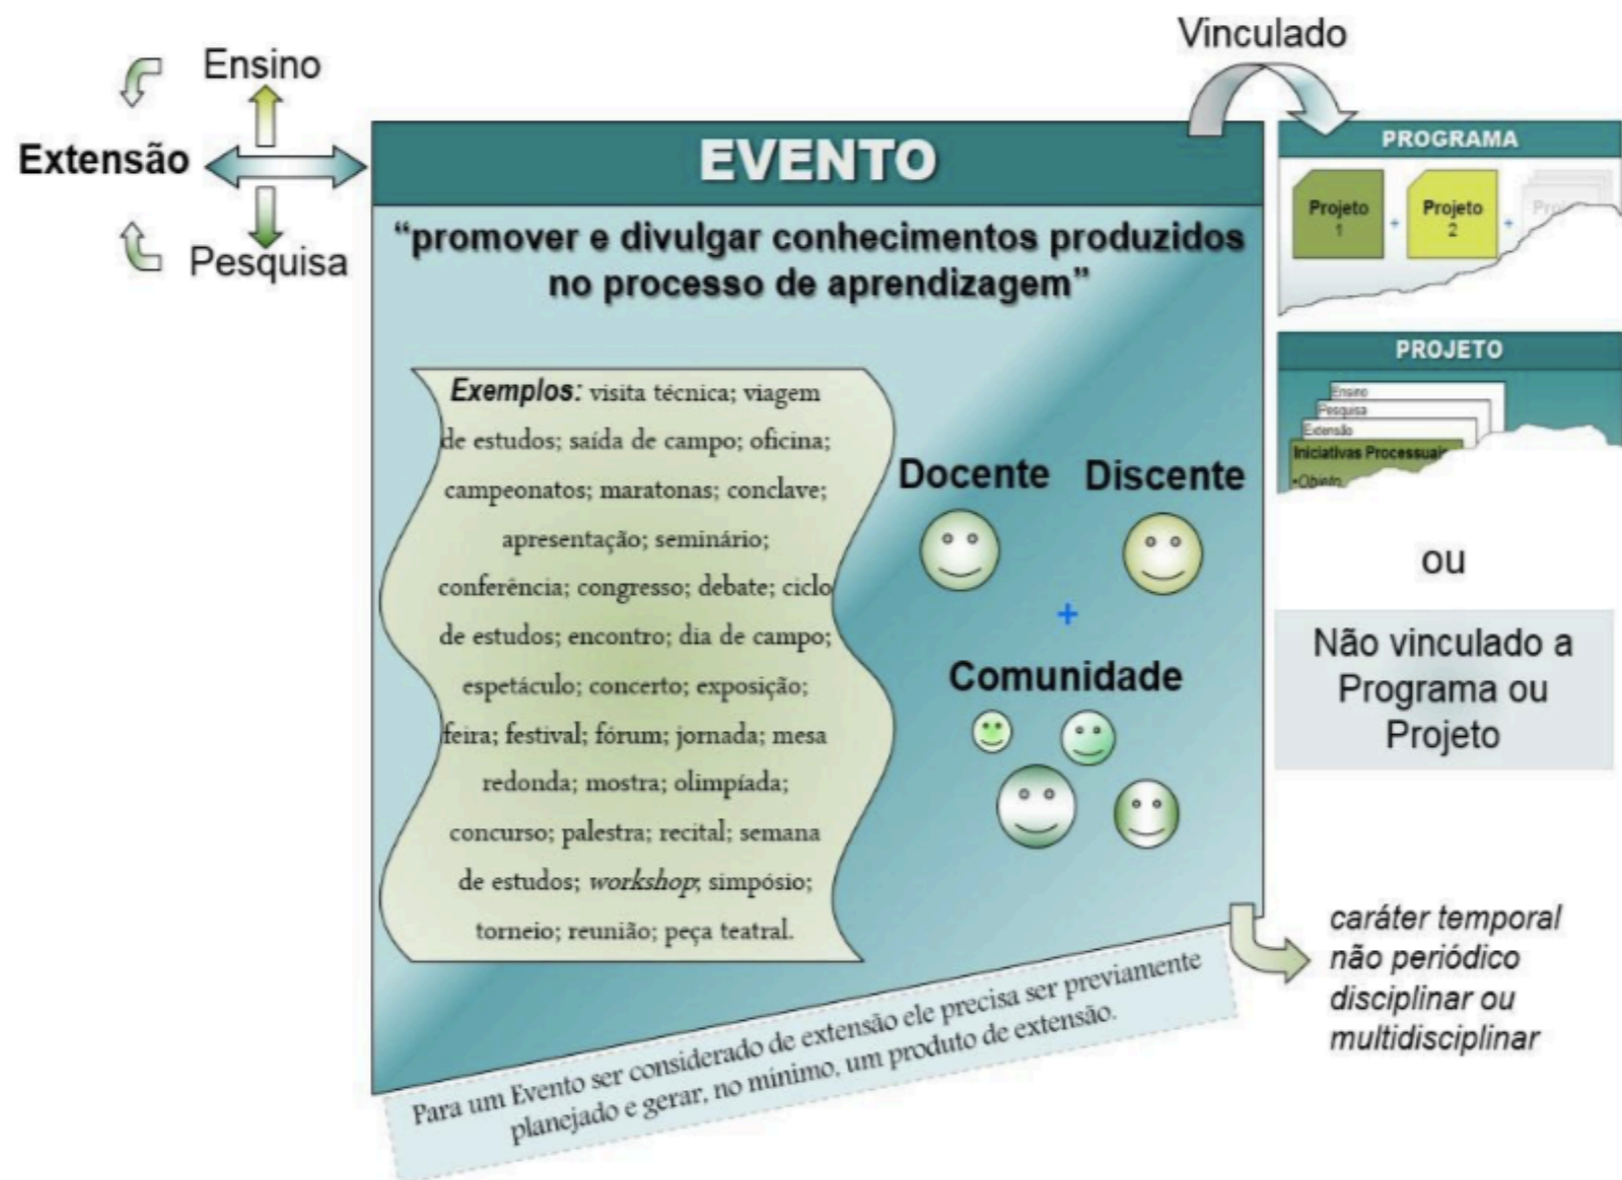 Ensino
Extensão
Pesquisa
EVENTO
“promover e divulgar conhecimentos produzidos
no processo de aprendizagem”
Exemplos: visita técnica; viagem
de estudos; saída de campo; oficina;
campeonatos; maratonas; conclave;
apresentação; seminário;
conferência; congresso; debate; ciclo
de estudos; encontro; dia de campo;
espetáculo; concerto; exposição;
feira; festival; fórum; jornada; mesa
redonda; mostra; olimpíada;
concurso; palestra; recital; semana
de estudos; workshop; simpósio;
torneio; reunião; peça teatral.
Docente Discente
+
Comunidade
Para um Evento ser considerado de extensão ele precisa ser previamente
planejado e gerar, no mínimo, um produto de extensão.
Vinculado
PROGRAMA
Projeto
1
+
Projeto
2
+
PROJETO
Ensino
Pesquisa
Extensão
Iniciativas Processuais
•Objeto
ou
Não vinculado a
Programa ou
Projeto
caráter temporal
não periódico
disciplinar ou
multidisciplinar